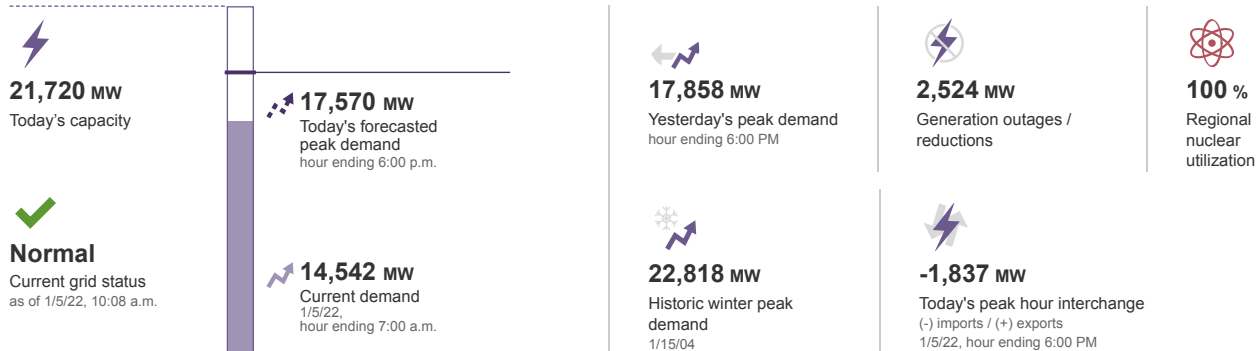 21,720 MW
Today's capacity
Normal
Current grid status
as of 1/5/22, 10:08 a.m.
17,570 MW
Today's forecasted
peak demand
hour ending 6:00 p.m.
14,542 MW
Current demand
1/5/22,
hour ending 7:00 a.m.
17,858 MW
Yesterday's peak demand
hour ending 6:00 PM
2,524 MW
Generation outages /
reductions
100 %
Regional
nuclear
utilization
22,818 MW
Historic winter peak
demand
1/15/04
-1,837 MW
Today's peak hour interchange
(-) imports / (+) exports
1/5/22, hour ending 6:00 PM